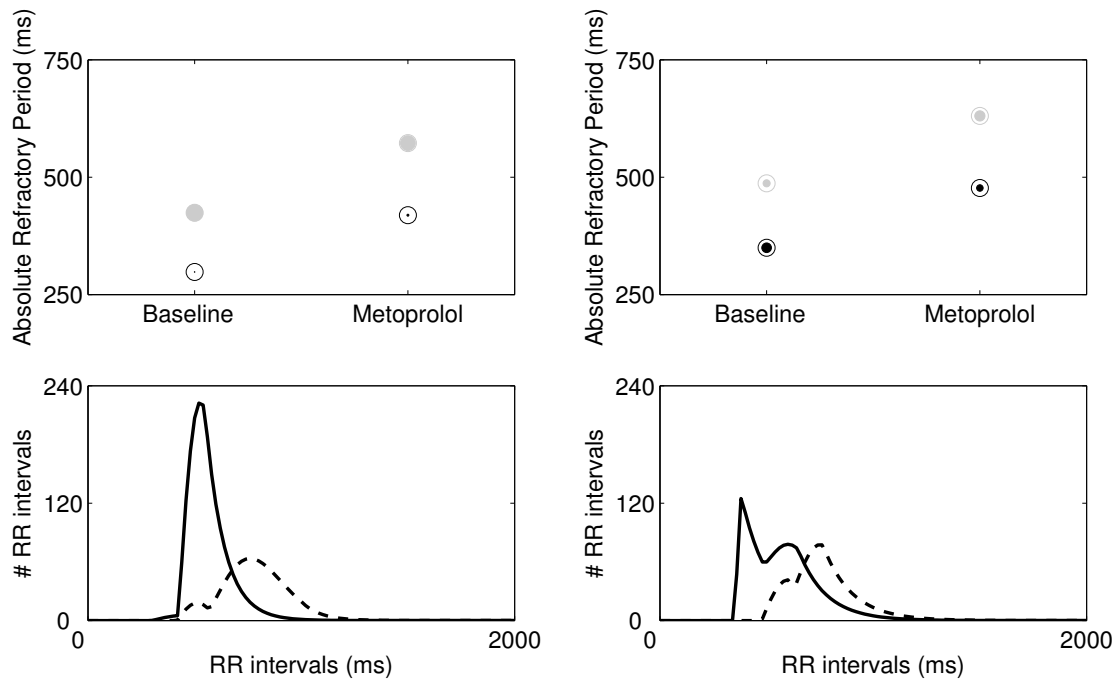 Absolute Refractory Period (ms)
750
500
250
Baseline
Metoprolol
Absolute Refractory Period (ms)
750
500
250
Baseline
Metoprolol
# RR intervals
240
120
0
0
2000
RR intervals (ms)
# RR intervals
240
120
0
0
2000
RR intervals (ms)